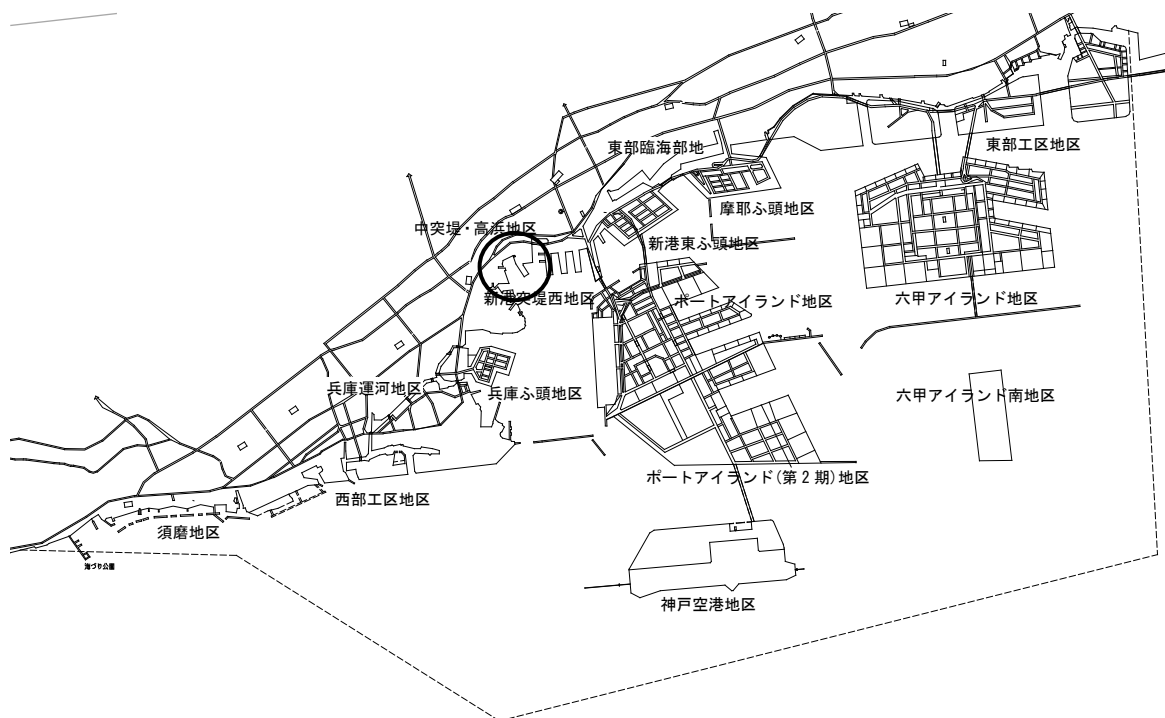 東部臨海部地
東部工区地区
摩耶ふ頭地区
中突堤・高浜地区
新港東ふ頭地区
新港突堤西地区
ポートアイランド地区
六甲アイランド地区
兵庫運河地区
兵庫ふ頭地区
六甲アイランド南地区
ポートアイランド(第2期)地区
西部工区地区
須磨地区
海づり公園
神戸空港地区